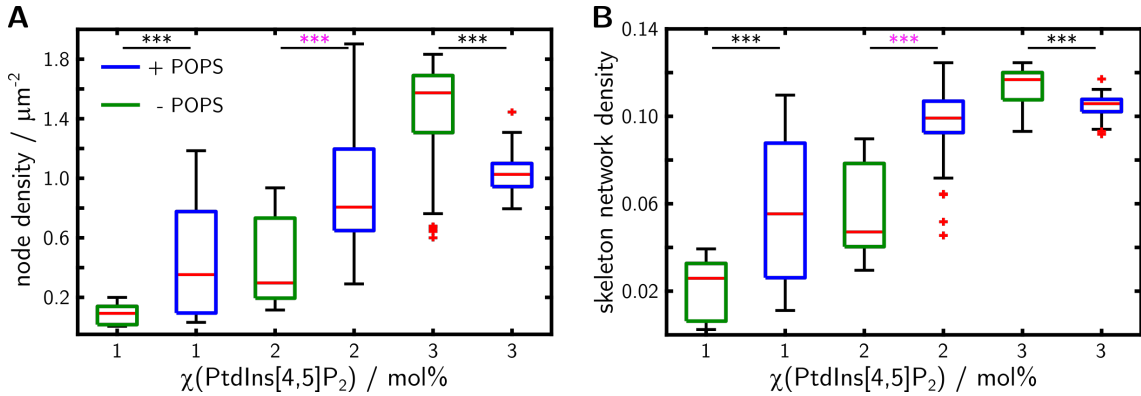 A
*** *** ***
+ POPS
- POPS
node density / μm⁻²
1.8
1.4
1.0
0.6
0.2
1 1 2 2 3 3
χ(PtdIns[4,5]P₂) / mol%
B
*** *** ***
skeleton network density
0.14
0.10
0.06
0.02
1 1 2 2 3 3
χ(PtdIns[4,5]P₂) / mol%